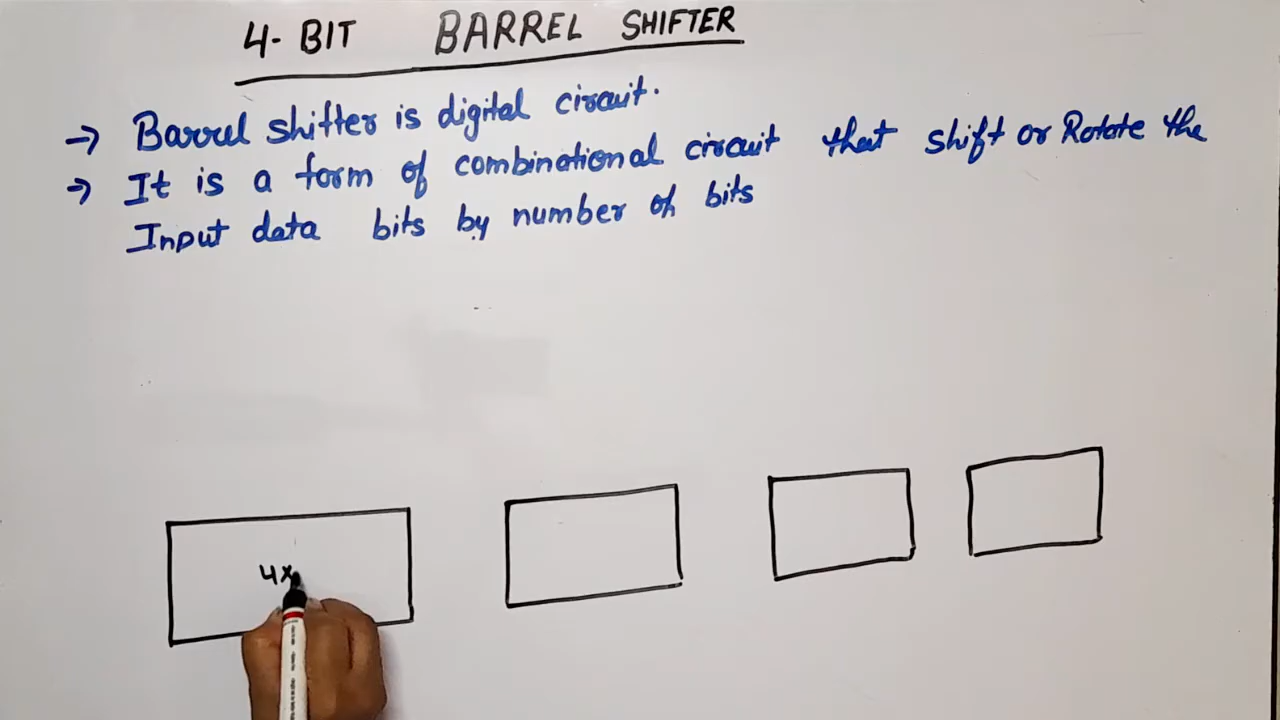 4- BIT BARREL SHIFTER
→ Barrel shifter is digital circuit.
→ It is a form of combinational circuit that shift or Rotate the
Input data bits by number of bits
4x